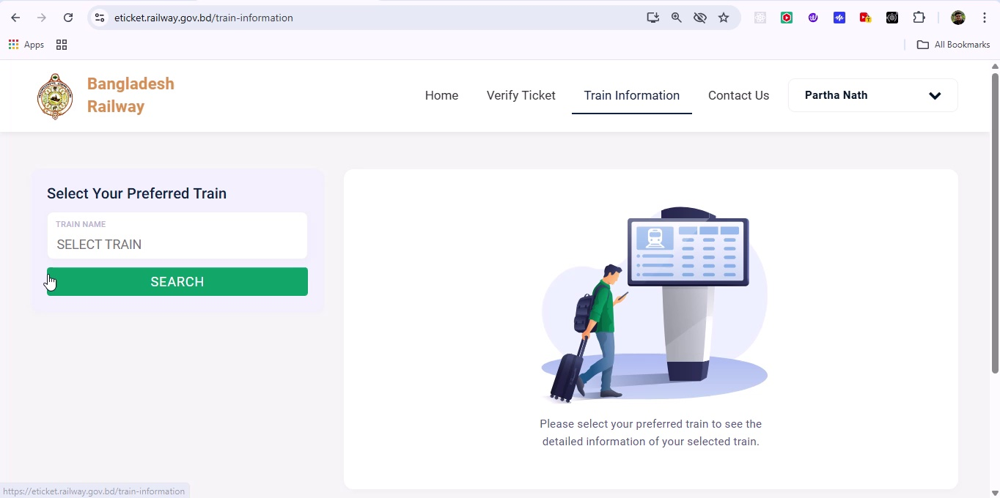 eticket.railway.gov.bd/train-information
Apps
All Bookmarks
Bangladesh
Railway
Home
Verify Ticket
Train Information
Contact Us
Partha Nath
Select Your Preferred Train
TRAIN NAME
SELECT TRAIN
SEARCH
Please select your preferred train to see the
detailed information of your selected train.
https://eticket.railway.gov.bd/train-information